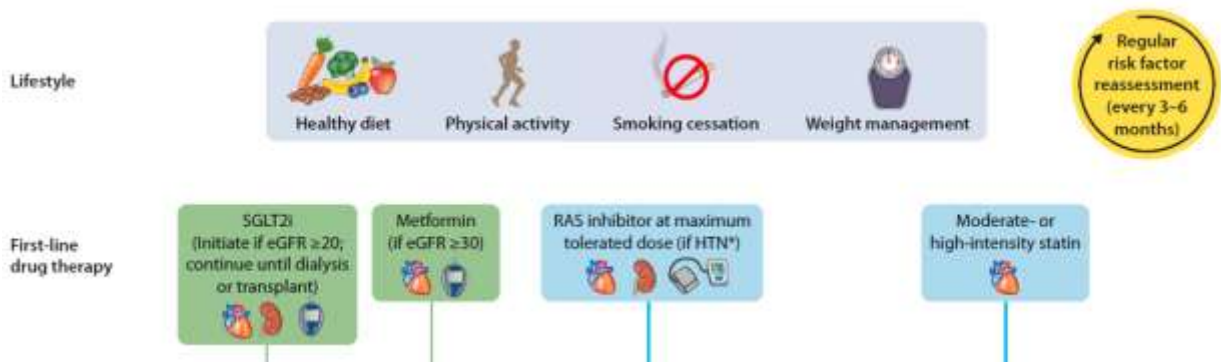 Lifestyle
Healthy diet
Physical activity
Smoking cessation
Weight management
Regular
risk factor
reassessment
(every 3–6
months)
First-line
drug therapy
SGLT2i
(Initiate if eGFR ≥20;
continue until dialysis
or transplant)
Metformin
(if eGFR ≥30)
RAS inhibitor at maximum
tolerated dose (if HTN*)
Moderate- or
high-intensity statin